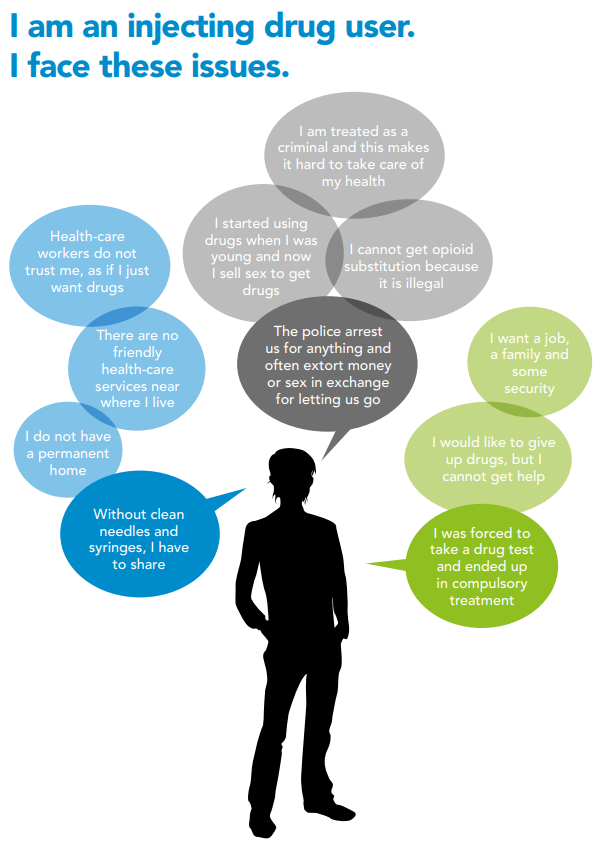 I am an injecting drug user.
I face these issues.
I am treated as a
criminal and this makes
it hard to take care of
my health
I started using
drugs when I was
young and now
I sell sex to get
drugs
I cannot get opioid
substitution because
it is illegal
The police arrest
us for anything and
often extort money
or sex in exchange
for letting us go
Health-care
workers do not
trust me, as if I just
want drugs
There are no
friendly
health-care
services near
where I live
I do not have
a permanent
home
Without clean
needles and
syringes, I have
to share
I want a job,
a family and
some
security
I would like to give
up drugs, but I
cannot get help
I was forced to
take a drug test
and ended up
in compulsory
treatment